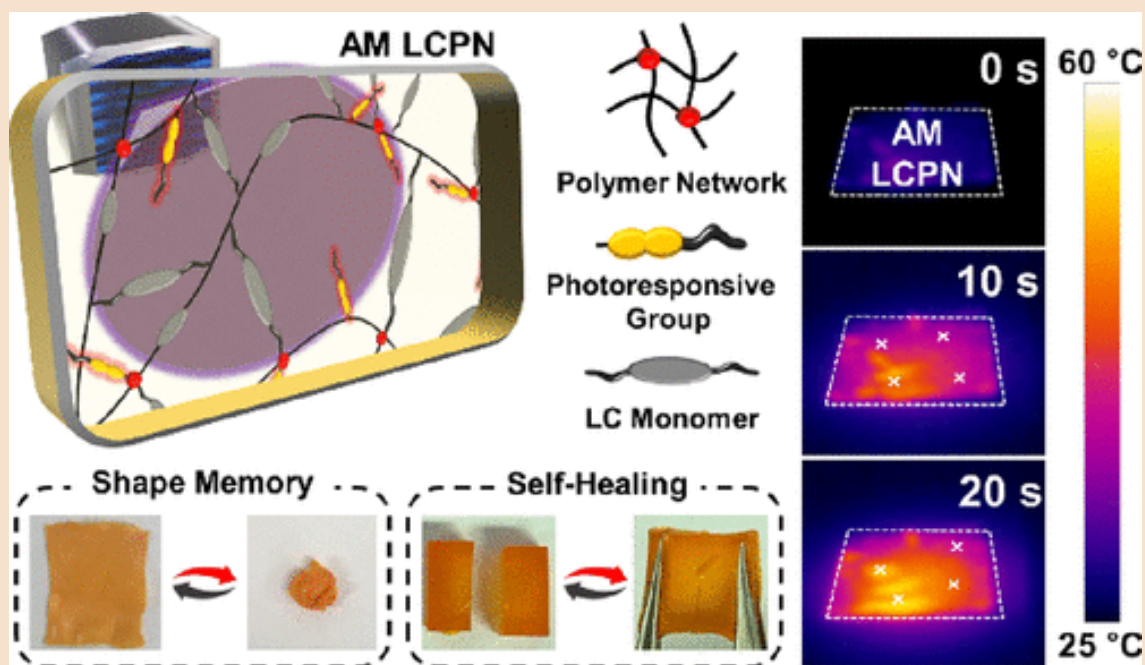 AM LCPN
Polymer Network
Photoresponsive
Group
LC Monomer
Shape Memory
Self-Healing
0 s
AM
LCPN
10 s
20 s
60 °C
25 °C